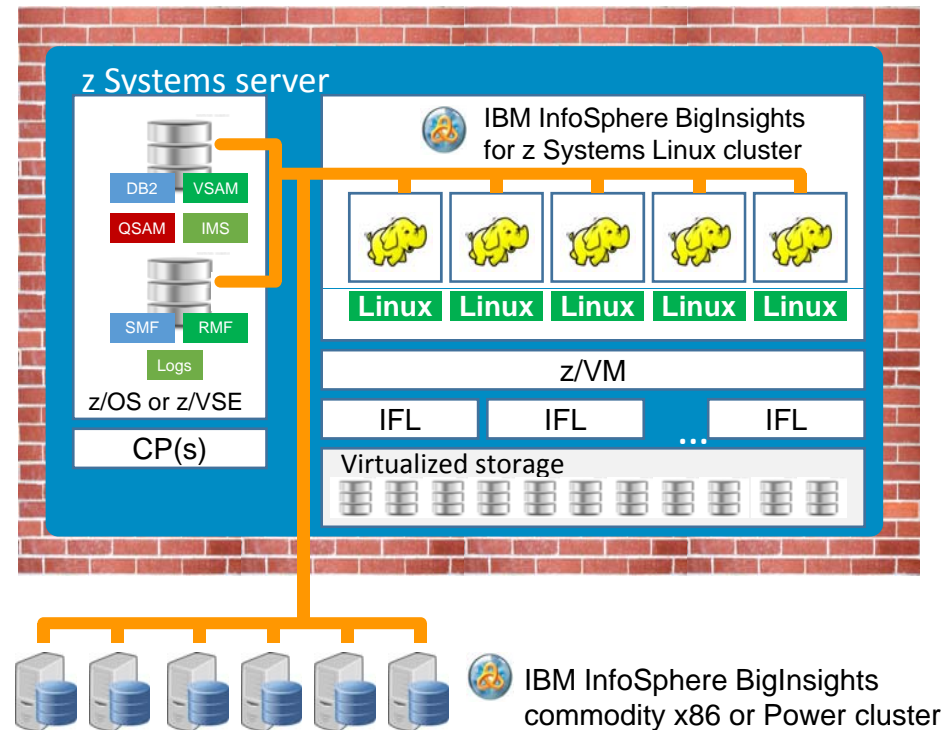 z Systems server
DB2
VSAM
QSAM
IMS
SMF
RMF
Logs
z/OS or z/VSE
CP(s)
IBM InfoSphere BigInsights
for z Systems Linux cluster
Linux Linux Linux Linux Linux
z/VM
IFL IFL ... IFL
Virtualized storage
IBM InfoSphere BigInsights
commodity x86 or Power cluster